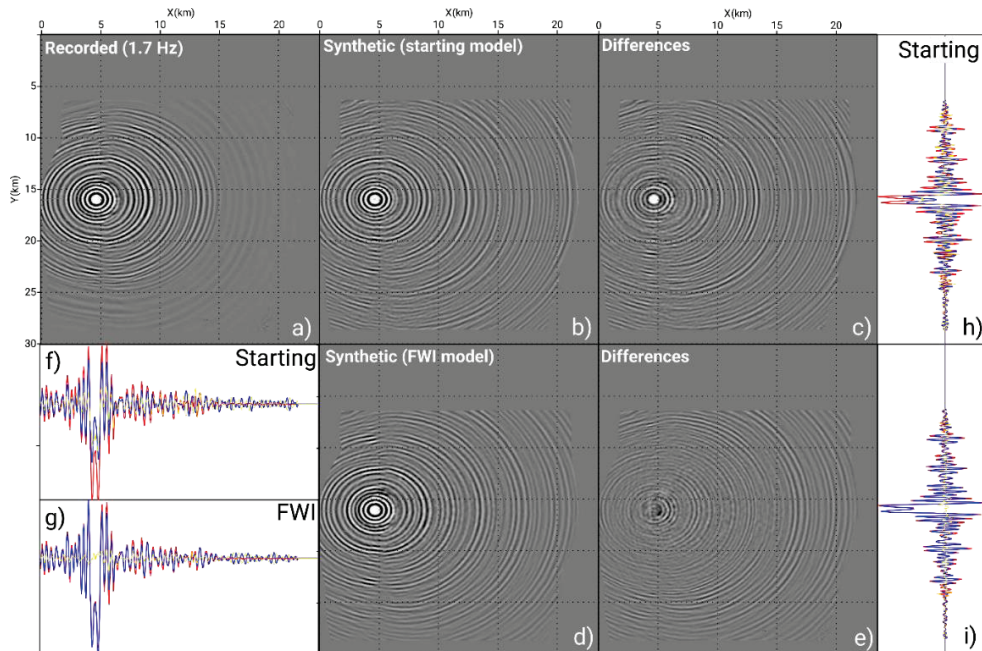 X(km) X(km) X(km)
0 5 10 15 20 0 5 10 15 20 0 5 10 15 20
Recorded (1.7 Hz) Synthetic (starting model) Differences Starting
5
10
15
Y(km)
20
25
30
a) b) c) h)
f) Starting Synthetic (FWI model) Differences
g) FWI
d) e) i)